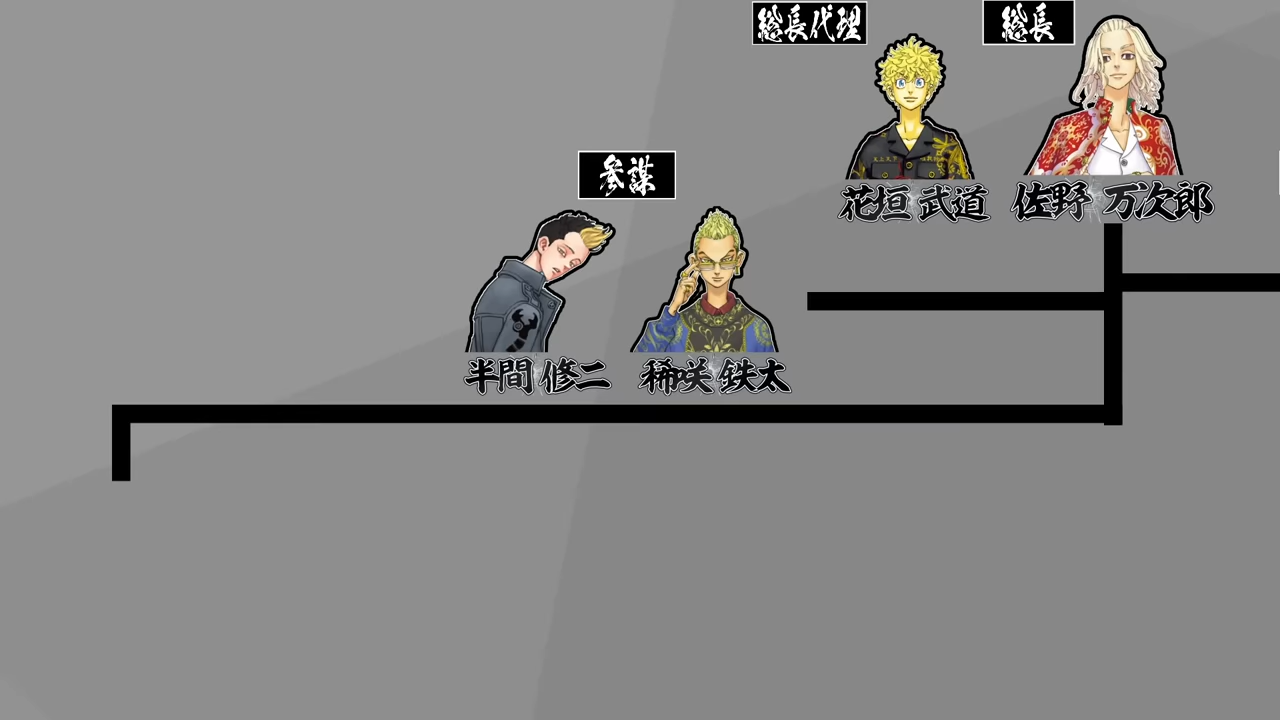 総長代理
総長
花垣 武道
佐野 万次郎
参謀
半間 修二
稀咲 鉄太